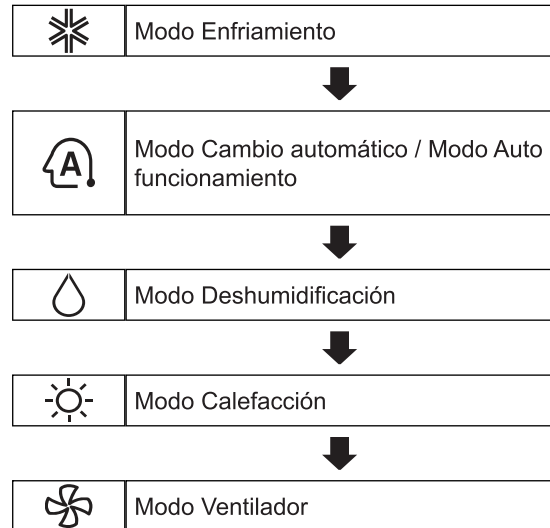 Modo Enfriamiento
A
Modo Cambio automático / Modo Auto
funcionamiento
Modo Deshumidificación
Modo Calefacción
Modo Ventilador